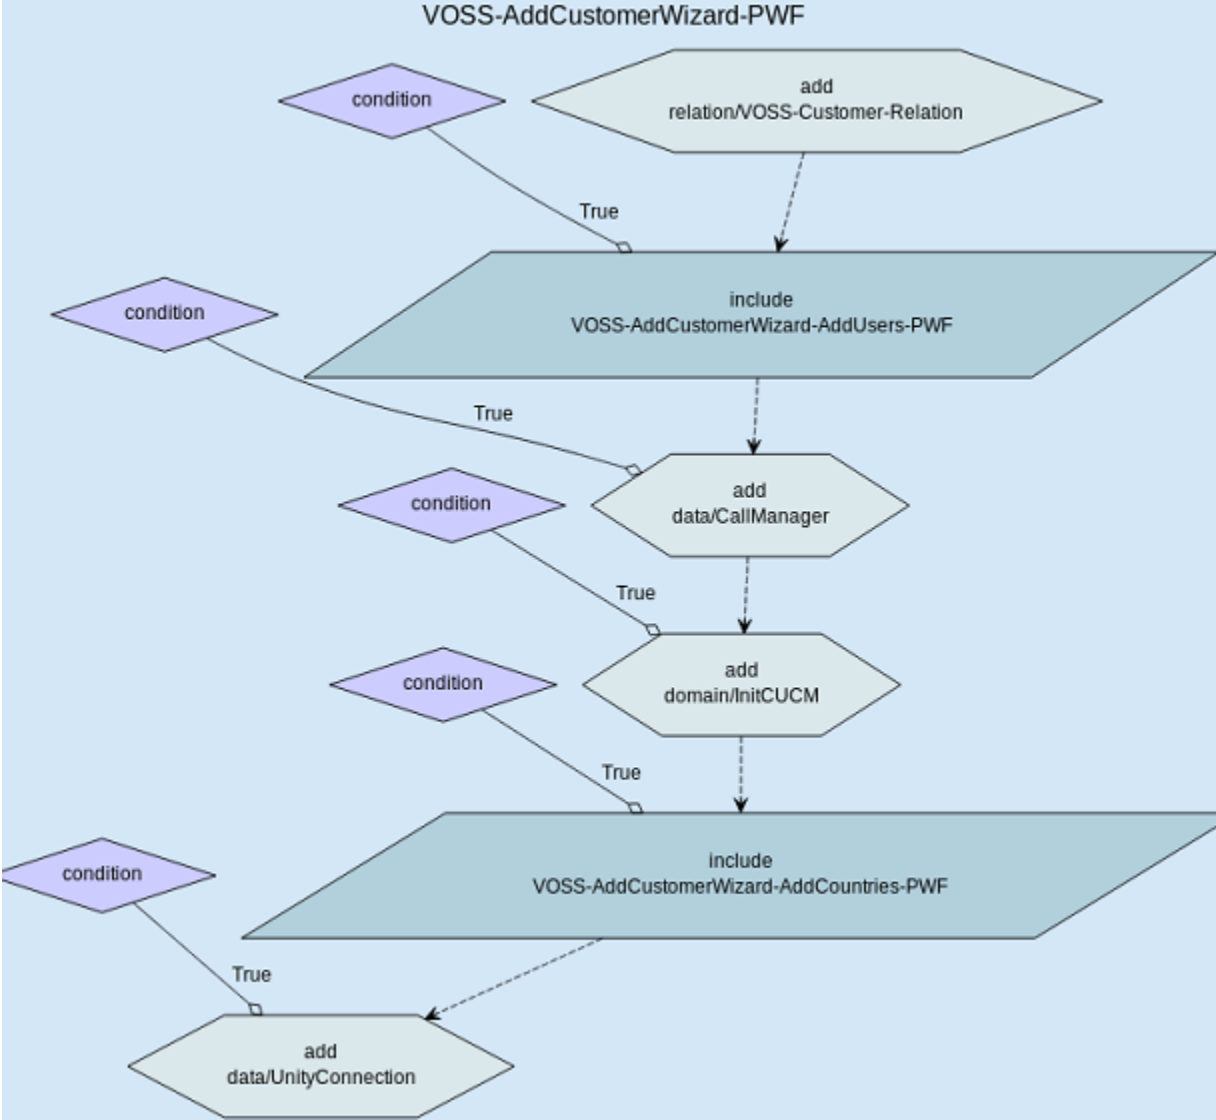 VOSS-AddCustomerWizard-PWF
condition
add
relation/VOSS-Customer-Relation
True
include
VOSS-AddCustomerWizard-AddUsers-PWF
condition
True
add
data/CallManager
condition
True
add
domain/InitCUCM
condition
True
include
VOSS-AddCustomerWizard-AddCountries-PWF
condition
True
add
data/UnityConnection